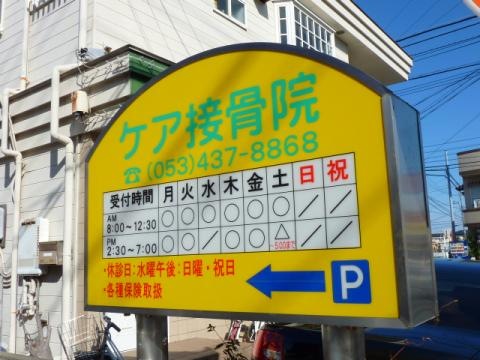 ケア接骨院
☎(053)437-8868
受付時間 月 火 水 木 金 土 日 祝
AM 8:00～12:30 ○ ○ ○ ○ ○ ○ ／ ／
PM 2:30～7:00 ○ ○ ／ ○ ○ △ ～5:00まで ／ ／
・休診日:水曜午後:日曜・祝日
・各種保険取扱
← P